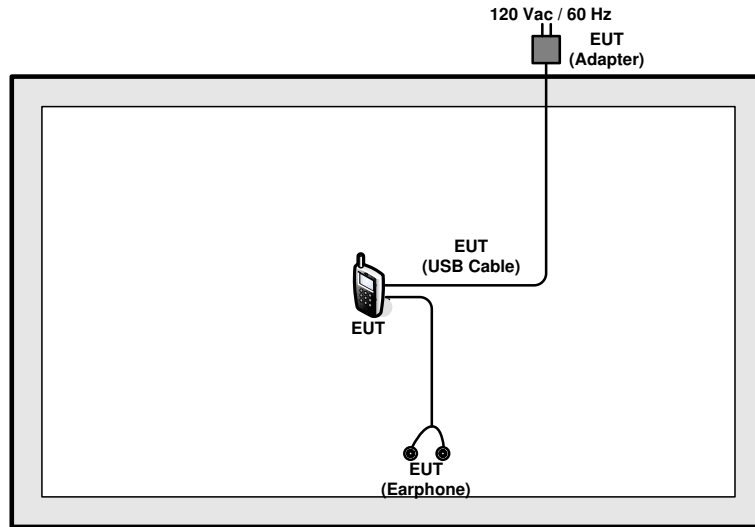 120 Vac / 60 Hz
EUT
(Adapter)
EUT
(USB Cable)
EUT
EUT
(Earphone)